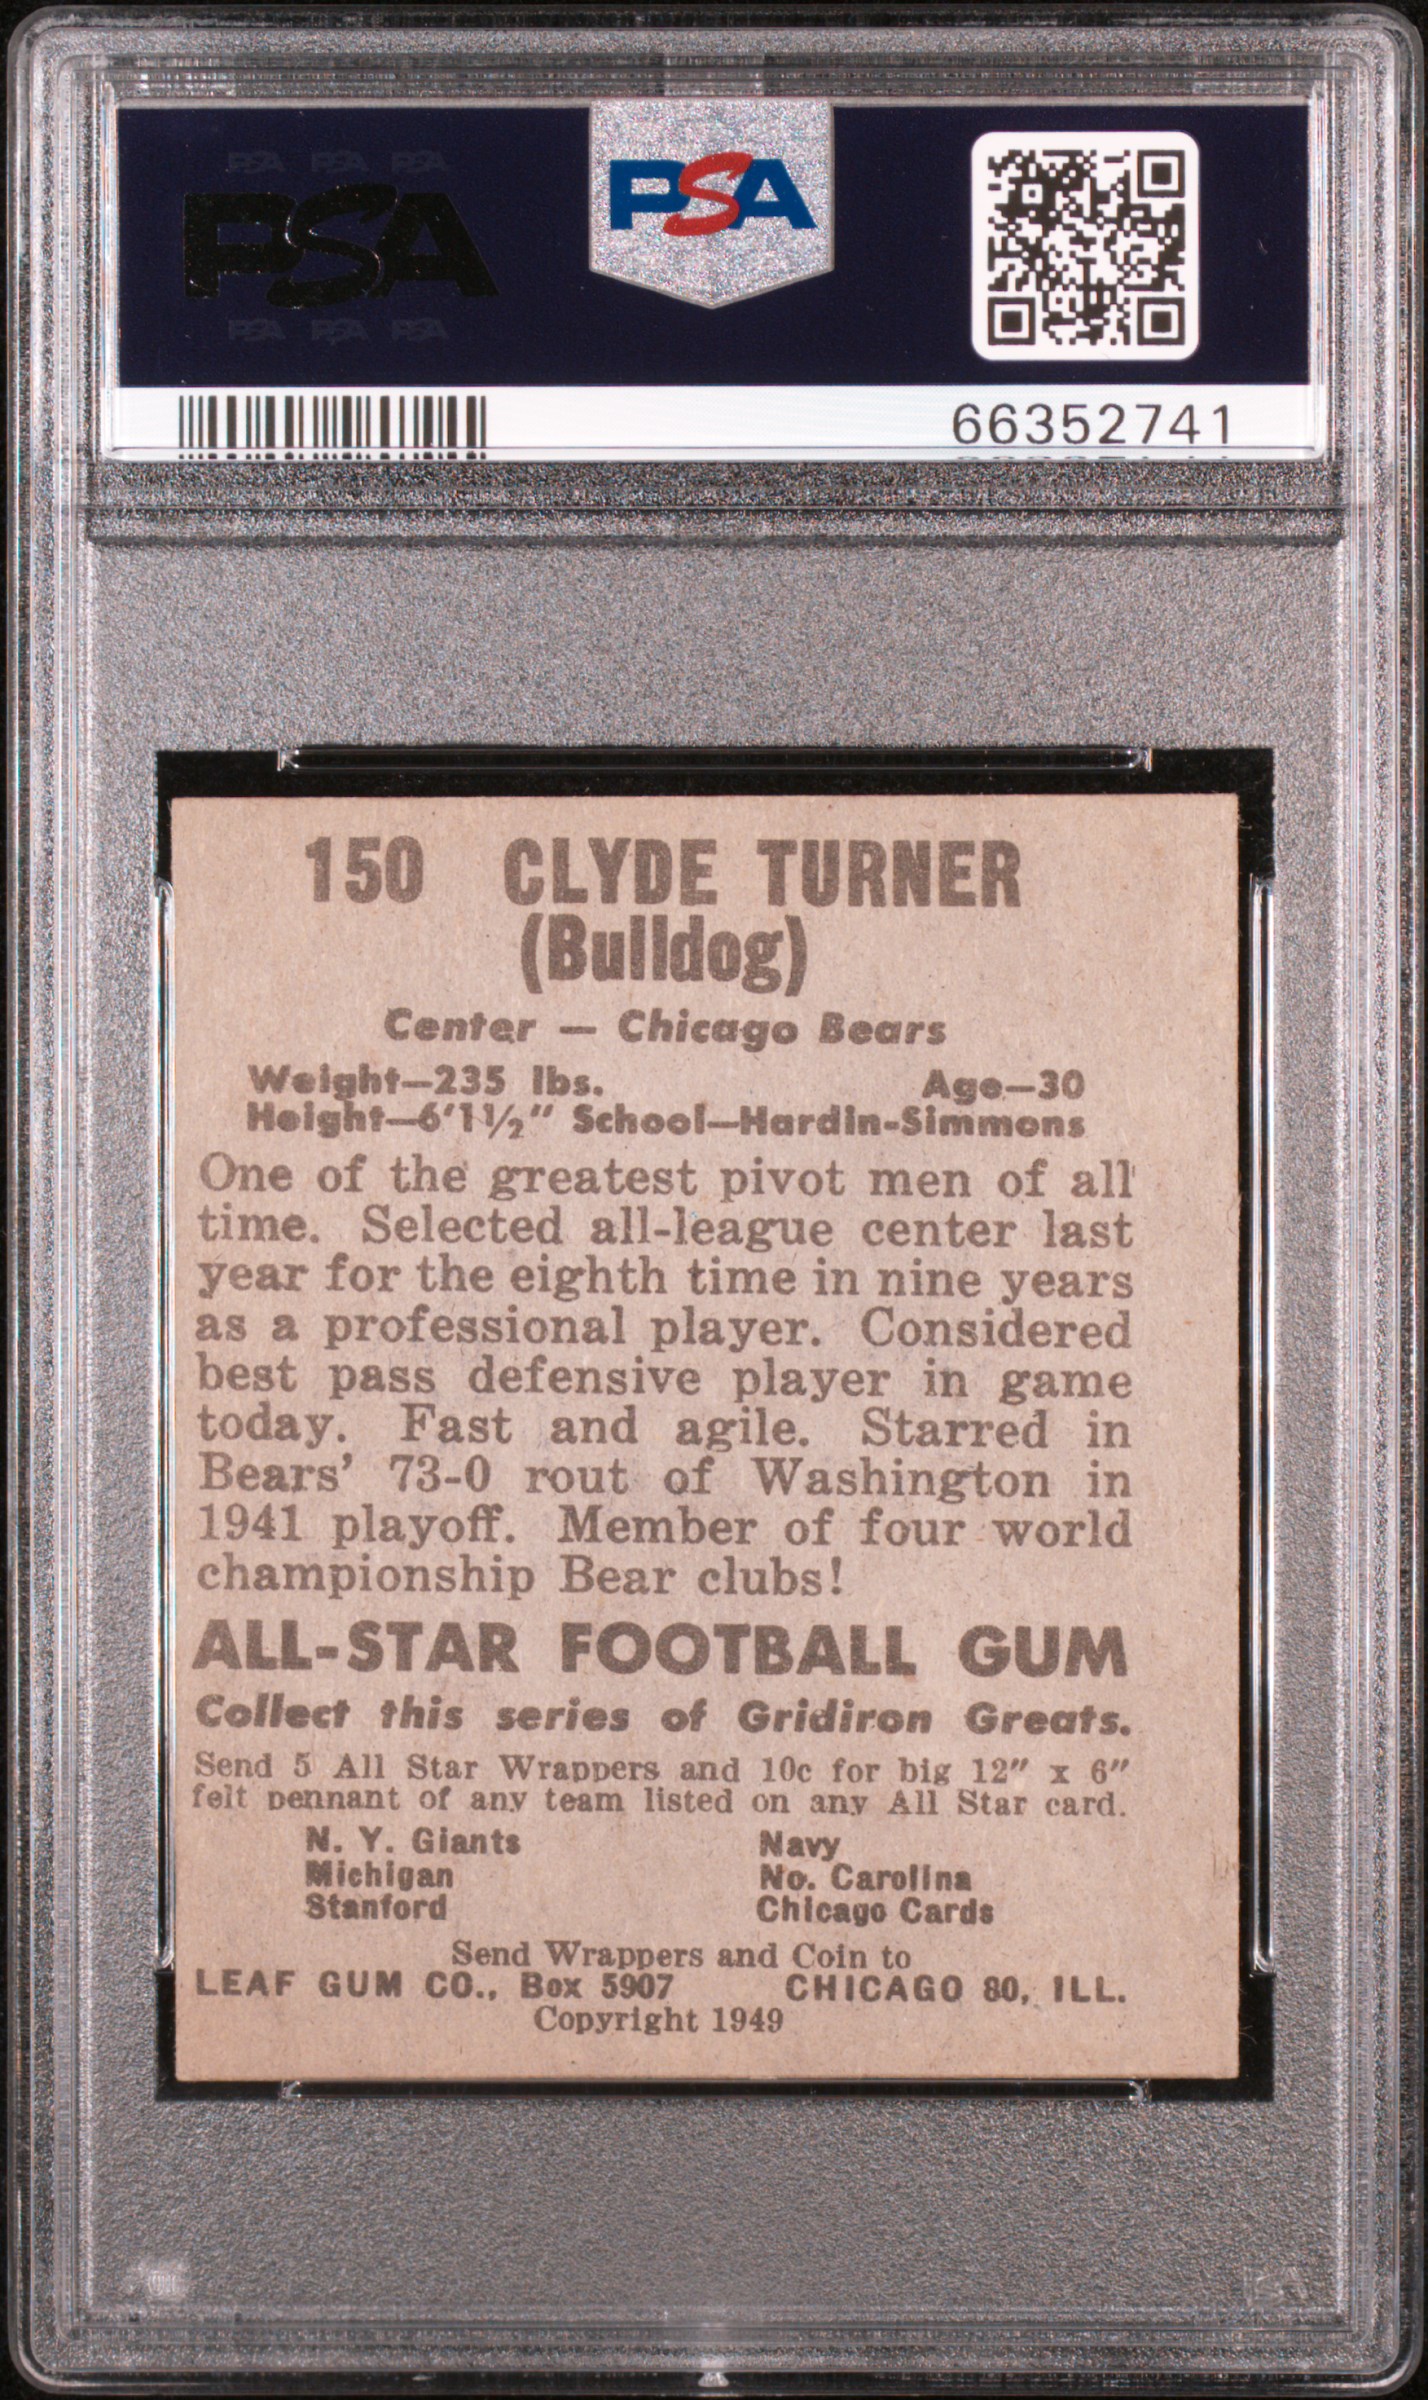 PSA PSA PSA
PSA
PSA PSA PSA
PSA
66352741
150 CLYDE TURNER
(Bulldog)
Center — Chicago Bears
Weight—235 lbs. Age—30
Height—6'1½" School—Hardin-Simmons
One of the greatest pivot men of all
time. Selected all-league center last
year for the eighth time in nine years
as a professional player. Considered
best pass defensive player in game
today. Fast and agile. Starred in
Bears' 73-0 rout of Washington in
1941 playoff. Member of four world
championship Bear clubs!
ALL-STAR FOOTBALL GUM
Collect this series of Gridiron Greats.
Send 5 All Star Wrappers and 10c for big 12" x 6"
felt pennant of any team listed on any All Star card.
N. Y. Giants Navy
Michigan No. Carolina
Stanford Chicago Cards
Send Wrappers and Coin to
LEAF GUM CO., Box 5907 CHICAGO 80, ILL.
Copyright 1949